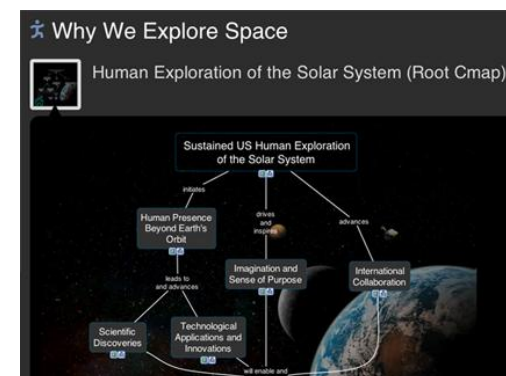 Why We Explore Space
Human Exploration of the Solar System (Root Cmap)
Sustained US Human Exploration
of the Solar System
initiates
drives
and
inspires
advances
Human Presence
Beyond Earth's
Orbit
Imagination and
Sense of Purpose
International
Collaboration
leads to
and advances
Scientific
Discoveries
Technological
Applications and
Innovations
will enable and